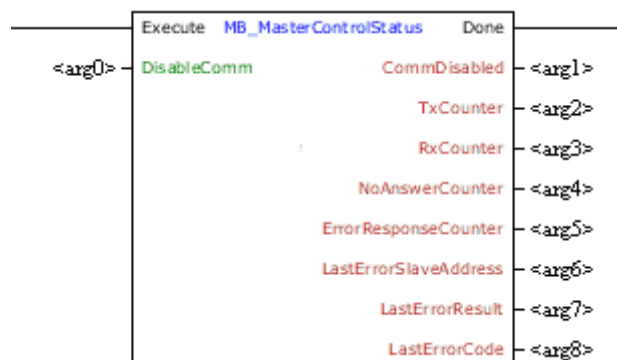 Execute MB_MasterControlStatus Done
<arg0> DisableComm CommDisabled <arg1>
TxCounter <arg2>
RxCounter <arg3>
NoAnswerCounter <arg4>
ErrorResponseCounter <arg5>
LastErrorSlaveAddress <arg6>
LastErrorResult <arg7>
LastErrorCode <arg8>